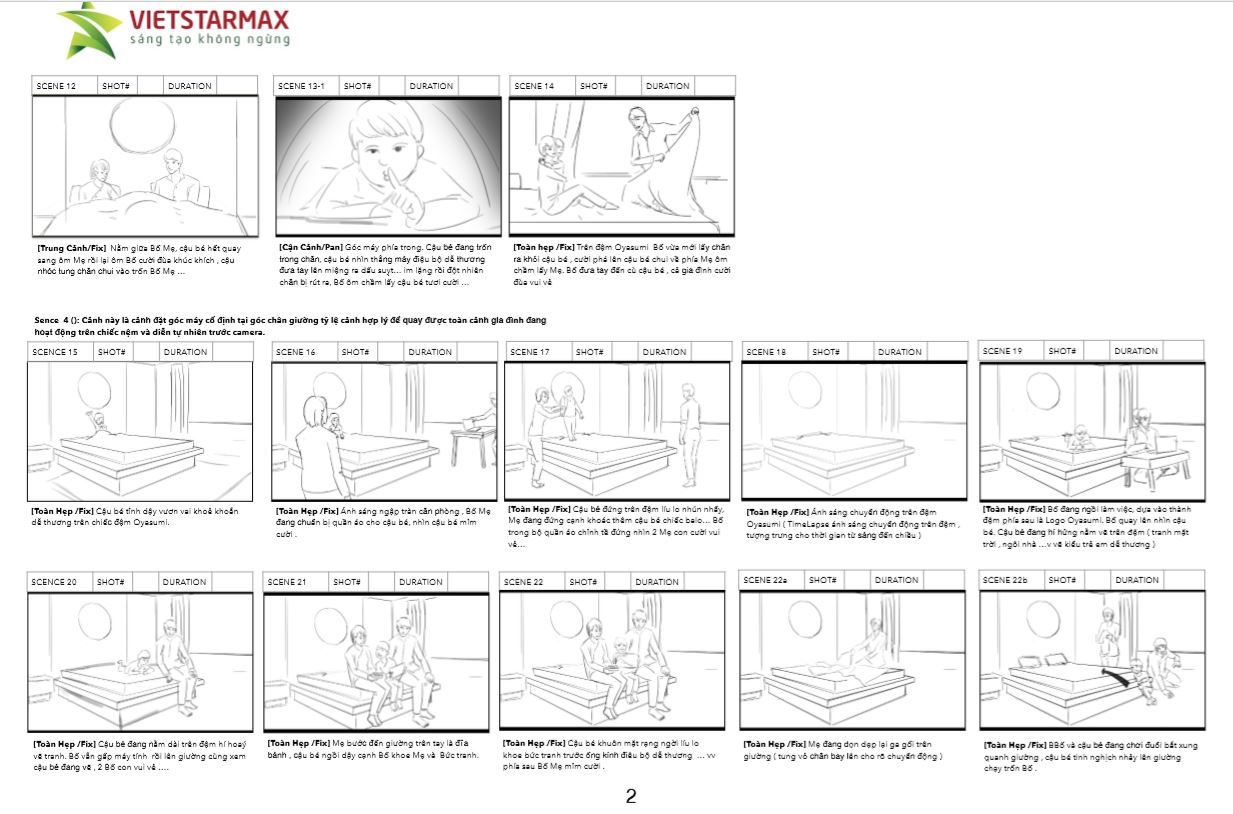 VIETSTARMAX
sáng tạo không ngừng
SCENE 12 SHOT# DURATION
[Trung Cảnh/Fix] Nằm giữa Bố Mẹ, cậu bé hết quay
sang ôm Mẹ rồi lại ôm Bố cười đùa khúc khích , cậu
nhóc tung chăn chui vào trốn Bố Mẹ ...
SCENE 13-1 SHOT# DURATION
[Cận Cảnh/Pan] Góc máy phía trong. Cậu bé đang trốn
trong chăn, cậu bé nhìn thẳng máy điệu bộ dễ thương
đưa tay lên miệng ra dấu suyt... im lặng rồi đột nhiên
chăn bị rút ra, Bố ôm chầm lấy cậu bé tươi cười ...
SCENE 14 SHOT# DURATION
[Toàn hẹp /Fix] Trên đệm Oyasumi Bố vừa mới lấy chăn
ra khỏi cậu bé , cười phá lên cậu bé chui về phía Mẹ ôm
chầm lấy Mẹ. Bố đưa tay đến cù cậu bé , cả gia đình cười
đùa vui vẻ
Sence 4 (): Cảnh này là cảnh đặt góc máy cố định tại góc chân giường tỷ lệ cảnh hợp lý để quay được toàn cảnh gia đình đang
hoạt động trên chiếc nệm và diễn tự nhiên trước camera.
SCENCE 15 SHOT# DURATION
[Toàn Hẹp /Fix] Cậu bé tỉnh dậy vươn vai khoẻ khoắn
dễ thương trên chiếc đệm Oyasumi.
SCENE 16 SHOT# DURATION
[Toàn Hẹp /Fix] Ánh sáng ngập tràn căn phòng , Bố Mẹ
đang chuẩn bị quần áo cho cậu bé, nhìn cậu bé mỉm
cười .
SCENE 17 SHOT# DURATION
[Toàn Hẹp /Fix] Cậu bé đứng trên đệm líu lo nhún nhảy,
Mẹ đang đứng cạnh khoác thêm cậu bé chiếc balo... Bố
trong bộ quần áo chỉnh tề đứng nhìn 2 Mẹ con cười vui
vẻ...
SCENE 18 SHOT# DURATION
[Toàn Hẹp /Fix] Ánh sáng chuyển động trên đệm
Oyasumi ( TimeLapse ánh sáng chuyển động trên đệm ,
tượng trưng cho thời gian từ sáng đến chiều )
SCENE 19 SHOT# DURATION
[Toàn Hẹp /Fix] Bố đang ngồi làm việc, dựa vào thành
đệm phía sau là Logo Oyasumi. Bố quay lên nhìn cậu
bé. Cậu bé đang hí hửng nằm vẽ trên đệm ( tranh mặt
trời , ngôi nhà ...v vẽ kiểu trẻ em dễ thương )
SCENCE 20 SHOT# DURATION
[Toàn Hẹp /Fix] Cậu bé đang nằm dài trên đệm hí hoaý
vẽ tranh. Bố vẫn gấp máy tính rồi lên giường cùng xem
cậu bé đang vẽ , 2 Bố con vui vẻ ....
SCENE 21 SHOT# DURATION
[Toàn Hẹp /Fix] Mẹ bước đến giường trên tay là đĩa
bánh , cậu bé ngồi dậy cạnh Bố khoe Mẹ và Bức tranh.
SCENE 22 SHOT# DURATION
[Toàn Hẹp /Fix] Cậu bé khuôn mặt rạng ngời líu lo
khoe bức tranh trước ống kính điêu bộ dễ thương ... vv
phía sau Bố Mẹ mỉm cười .
SCENE 22a SHOT# DURATION
[Toàn Hẹp /Fix] Mẹ đang dọn dẹp lại ga gối trên
giường ( tung vỏ chăn bay lên cho rõ chuyển động )
SCENE 22b SHOT# DURATION
[Toàn Hẹp /Fix] BBố và cậu bé đang chơi đuổi bắt xung
quanh giường , cậu bé tinh nghịch nhảy lên giường
chạy trốn Bố .
2